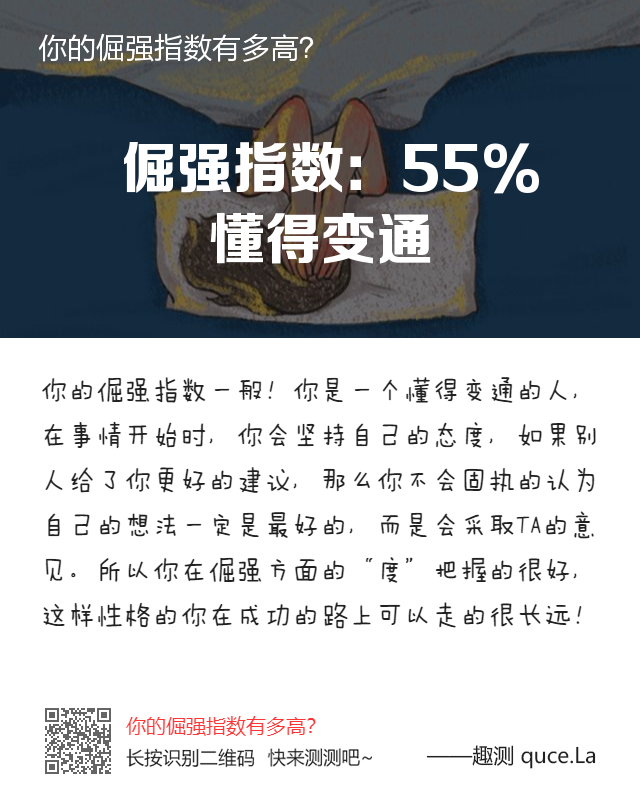 你的倔强指数有多高?
倔强指数：55%
懂得变通
你的倔强指数一般！你是一个懂得变通的人，
在事情开始时，你会坚持自己的态度，如果别
人给了你更好的建议，那么你不会固执的认为
自己的想法一定是最好的，而是会采取TA的意
见。所以你在倔强方面的“度”把握的很好，
这样性格的你在成功的路上可以走的很长远！
你的倔强指数有多高?
长按识别二维码 快来测测吧~
——趣测 quce.La